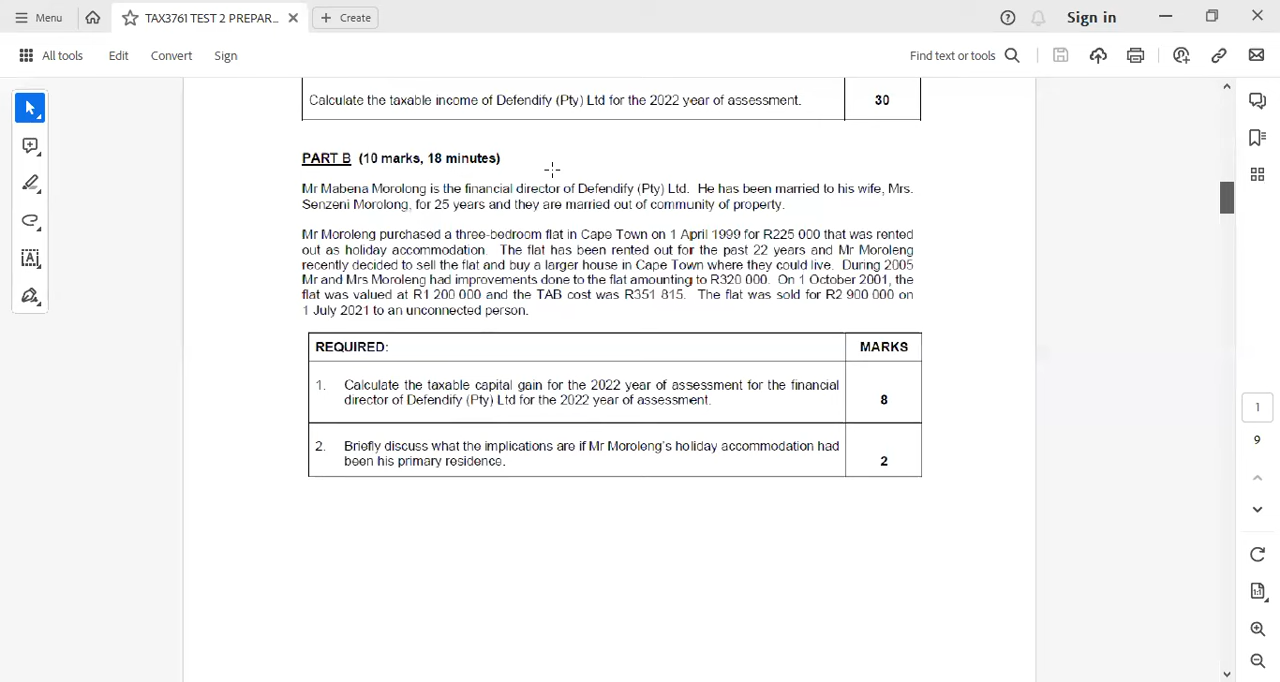 Menu
TAX3761 TEST 2 PREPAR...
Create
Sign in
All tools
Edit
Convert
Sign
Find text or tools
Calculate the taxable income of Defendify (Pty) Ltd for the 2022 year of assessment. 30
PART B (10 marks, 18 minutes)
Mr Mabena Morolong is the financial director of Defendify (Pty) Ltd. He has been married to his wife, Mrs.
Senzeni Morolong, for 25 years and they are married out of community of property.
Mr Moroleng purchased a three-bedroom flat in Cape Town on 1 April 1999 for R225 000 that was rented
out as holiday accommodation. The flat has been rented out for the past 22 years and Mr Moroleng
recently decided to sell the flat and buy a larger house in Cape Town where they could live. During 2005
Mr and Mrs Moroleng had improvements done to the flat amounting to R320 000. On 1 October 2001, the
flat was valued at R1 200 000 and the TAB cost was R351 815. The flat was sold for R2 900 000 on
1 July 2021 to an unconnected person.
REQUIRED: MARKS
1. Calculate the taxable capital gain for the 2022 year of assessment for the financial
director of Defendify (Pty) Ltd for the 2022 year of assessment. 8
2. Briefly discuss what the implications are if Mr Moroleng's holiday accommodation had
been his primary residence. 2
1
9